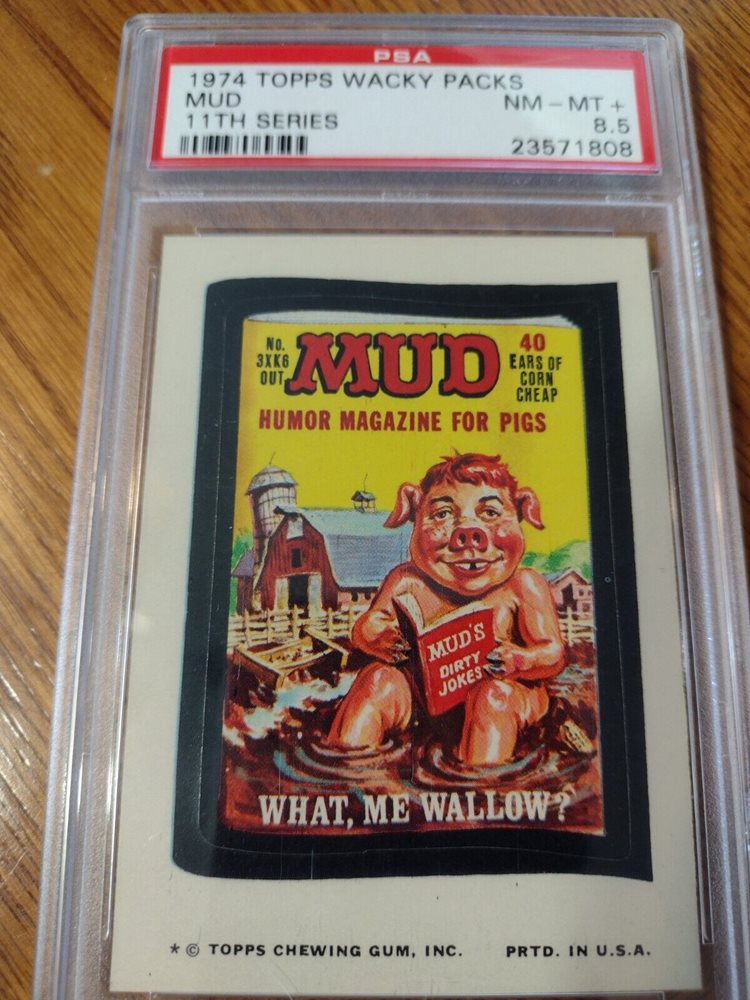 PSA
1974 TOPPS WACKY PACKS
MUD NM-MT+
11TH SERIES 8.5
23571808
No.
3XK6
OUT
MUD
40
EARS OF
CORN
CHEAP
HUMOR MAGAZINE FOR PIGS
MUD'S
DIRTY
JOKES
WHAT, ME WALLOW?
* © TOPPS CHEWING GUM, INC. PRTD. IN U.S.A.